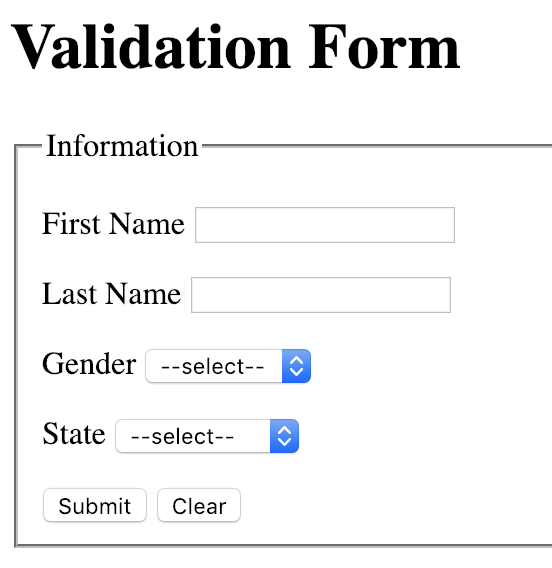 Validation Form
Information
First Name
Last Name
Gender --select--
State --select--
Submit Clear